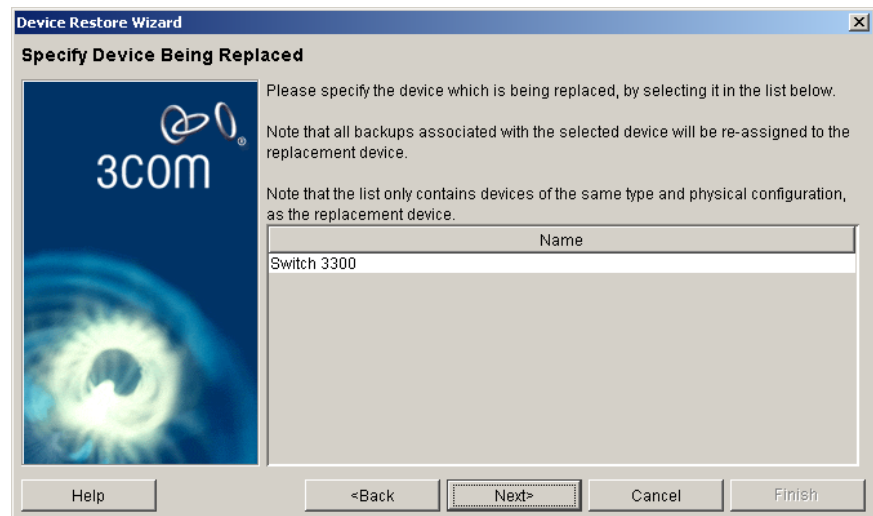 Device Restore Wizard
Specify Device Being Replaced
3COM
®
Please specify the device which is being replaced, by selecting it in the list below.
Note that all backups associated with the selected device will be re-assigned to the
replacement device.
Note that the list only contains devices of the same type and physical configuration,
as the replacement device.
Name
Switch 3300
Help
<Back
Next>
Cancel
Finish